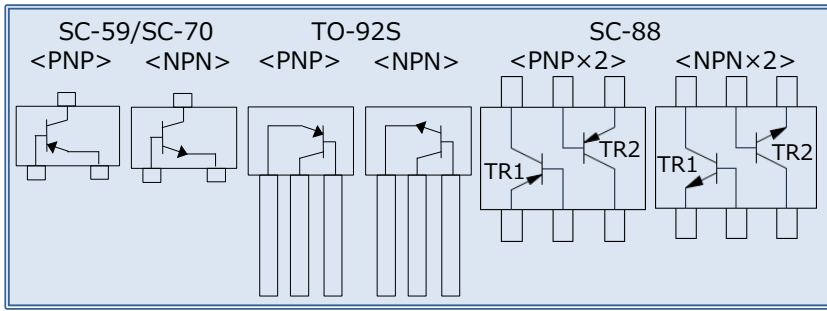 SC-59/SC-70 TO-92S SC-88
<PNP> <NPN> <PNP> <NPN> <PNP×2> <NPN×2>
TR1 TR2 TR1 TR2